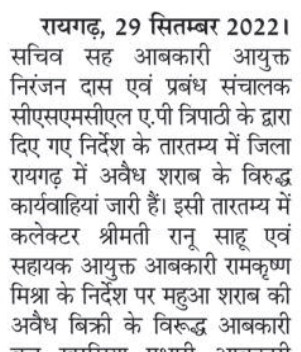 रायगढ़, 29 सितम्बर 2022।
सचिव सह आबकारी आयुक्त
निरंजन दास एवं प्रबंध संचालक
सीएसएमसीएल ए.पी त्रिपाठी के द्वारा
दिए गए निर्देश के तारतम्य में जिला
रायगढ़ में अवैध शराब के विरुद्ध
कार्यवाहियां जारी हैं। इसी तारतम्य में
कलेक्टर श्रीमती रानू साहू एवं
सहायक आयुक्त आबकारी रामकृष्ण
मिश्रा के निर्देश पर महुआ शराब की
अवैध बिक्री के विरूद्ध आबकारी